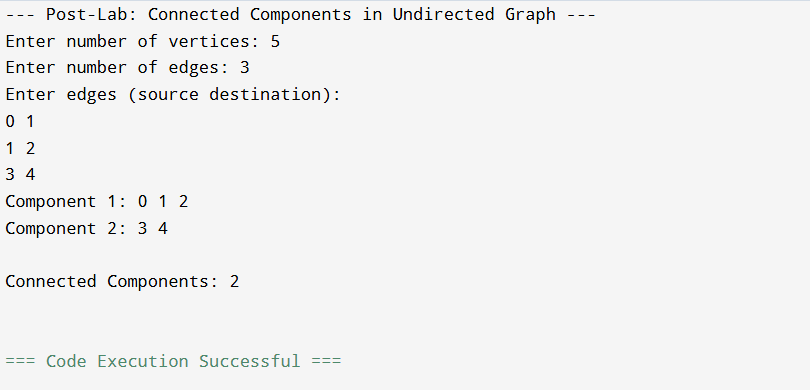 --- Post-Lab: Connected Components in Undirected Graph ---
Enter number of vertices: 5
Enter number of edges: 3
Enter edges (source destination):
0 1
1 2
3 4
Component 1: 0 1 2
Component 2: 3 4
Connected Components: 2
=== Code Execution Successful ===